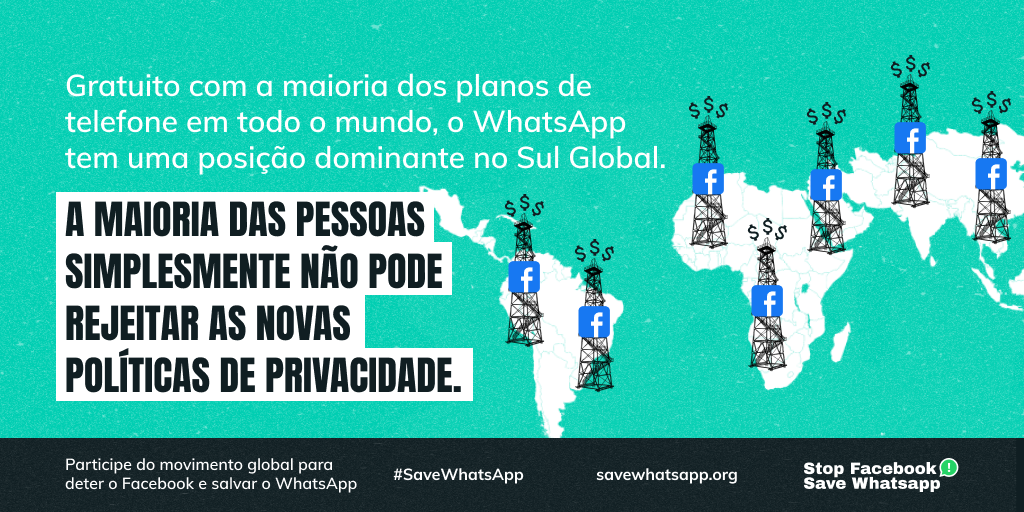 Gratuito com a maioria dos planos de
telefone em todo o mundo, o WhatsApp
tem uma posição dominante no Sul Global.
A MAIORIA DAS PESSOAS
SIMPLESMENTE NÃO PODE
REJEITAR AS NOVAS
POLÍTICAS DE PRIVACIDADE.
$ $ $
$ $ $
$ $ $
$ $ $
$ $ $
$ $ $
$ $ $
Participe do movimento global para
deter o Facebook e salvar o WhatsApp
#SaveWhatsApp
savewhatsapp.org
Stop Facebook
Save Whatsapp